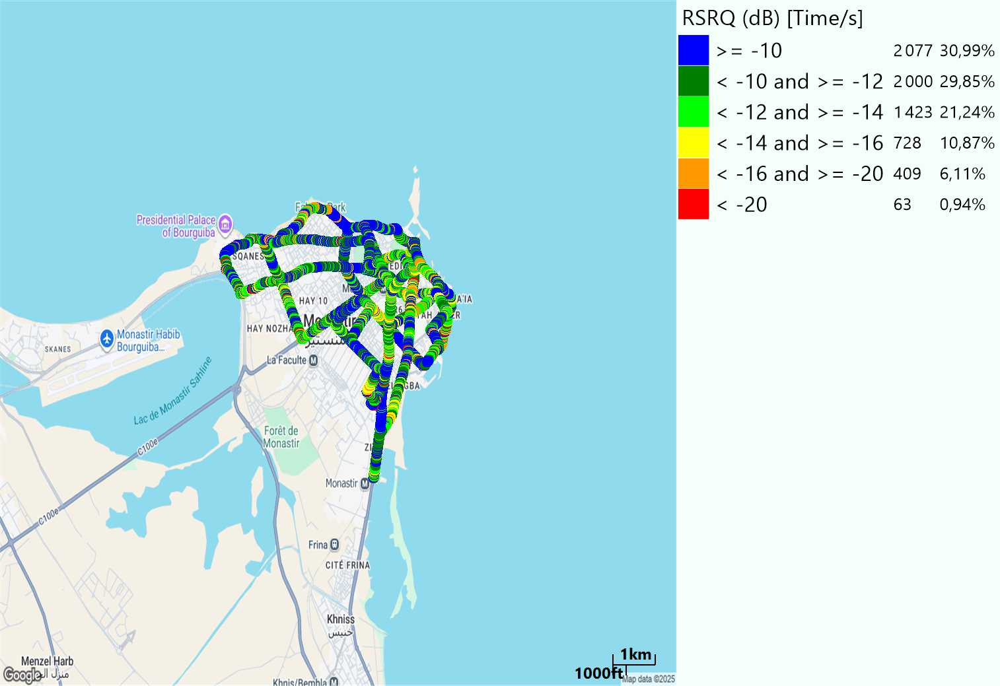 RSRQ (dB) [Time/s]
>= -10 2 077 30,99%
< -10 and >= -12 2 000 29,85%
< -12 and >= -14 1 423 21,24%
< -14 and >= -16 728 10,87%
< -16 and >= -20 409 6,11%
< -20 63 0,94%
Presidential Palace
of Bourguiba
SQANES
HAY 10
HAY NOZHA
Monastir Habib
Bourguiba...
SKANES
La Faculte
Lac de Monastir Sahline
C100e
Forêt de
Monastir
Monastir
C100e
Frina
CITÉ FRINA
Khniss
خنيس
Menzel Harb
Google
Khnis/Bembla
1km
1000ft
Map data ©2025